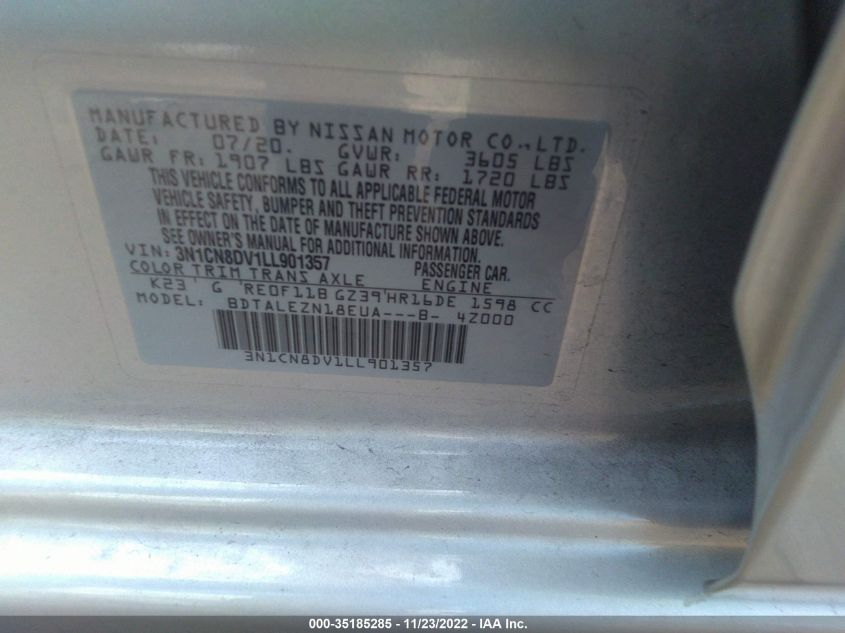 MANUFACTURED BY NISSAN MOTOR CO., LTD.
DATE: 07/20. GVWR: 3605 LBS
GAWR FR: 1907 LBS GAWR RR: 1720 LBS
THIS VEHICLE CONFORMS TO ALL APPLICABLE FEDERAL MOTOR
VEHICLE SAFETY, BUMPER AND THEFT PREVENTION STANDARDS
IN EFFECT ON THE DATE OF MANUFACTURE SHOWN ABOVE.
SEE OWNER'S MANUAL FOR ADDITIONAL INFORMATION.
VIN: 3N1CN8DV1LL901357 PASSENGER CAR.
COLOR TRIM TRANS AXLE ENGINE
K23 G RE0F11B GZ39 HR16DE 1598 CC
MODEL: BDTALEZN18EUA---B- 4Z000
3N1CN8DV1LL901357
000-35185285 - 11/23/2022 - IAA Inc.